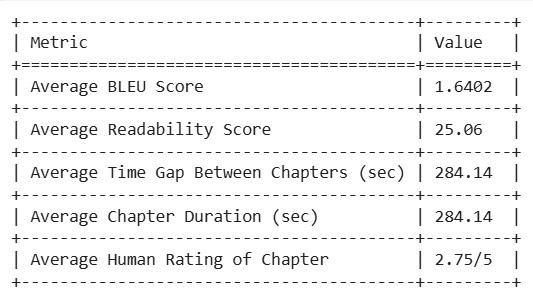 Metric Value
Average BLEU Score 1.6402
Average Readability Score 25.06
Average Time Gap Between Chapters (sec) 284.14
Average Chapter Duration (sec) 284.14
Average Human Rating of Chapter 2.75/5